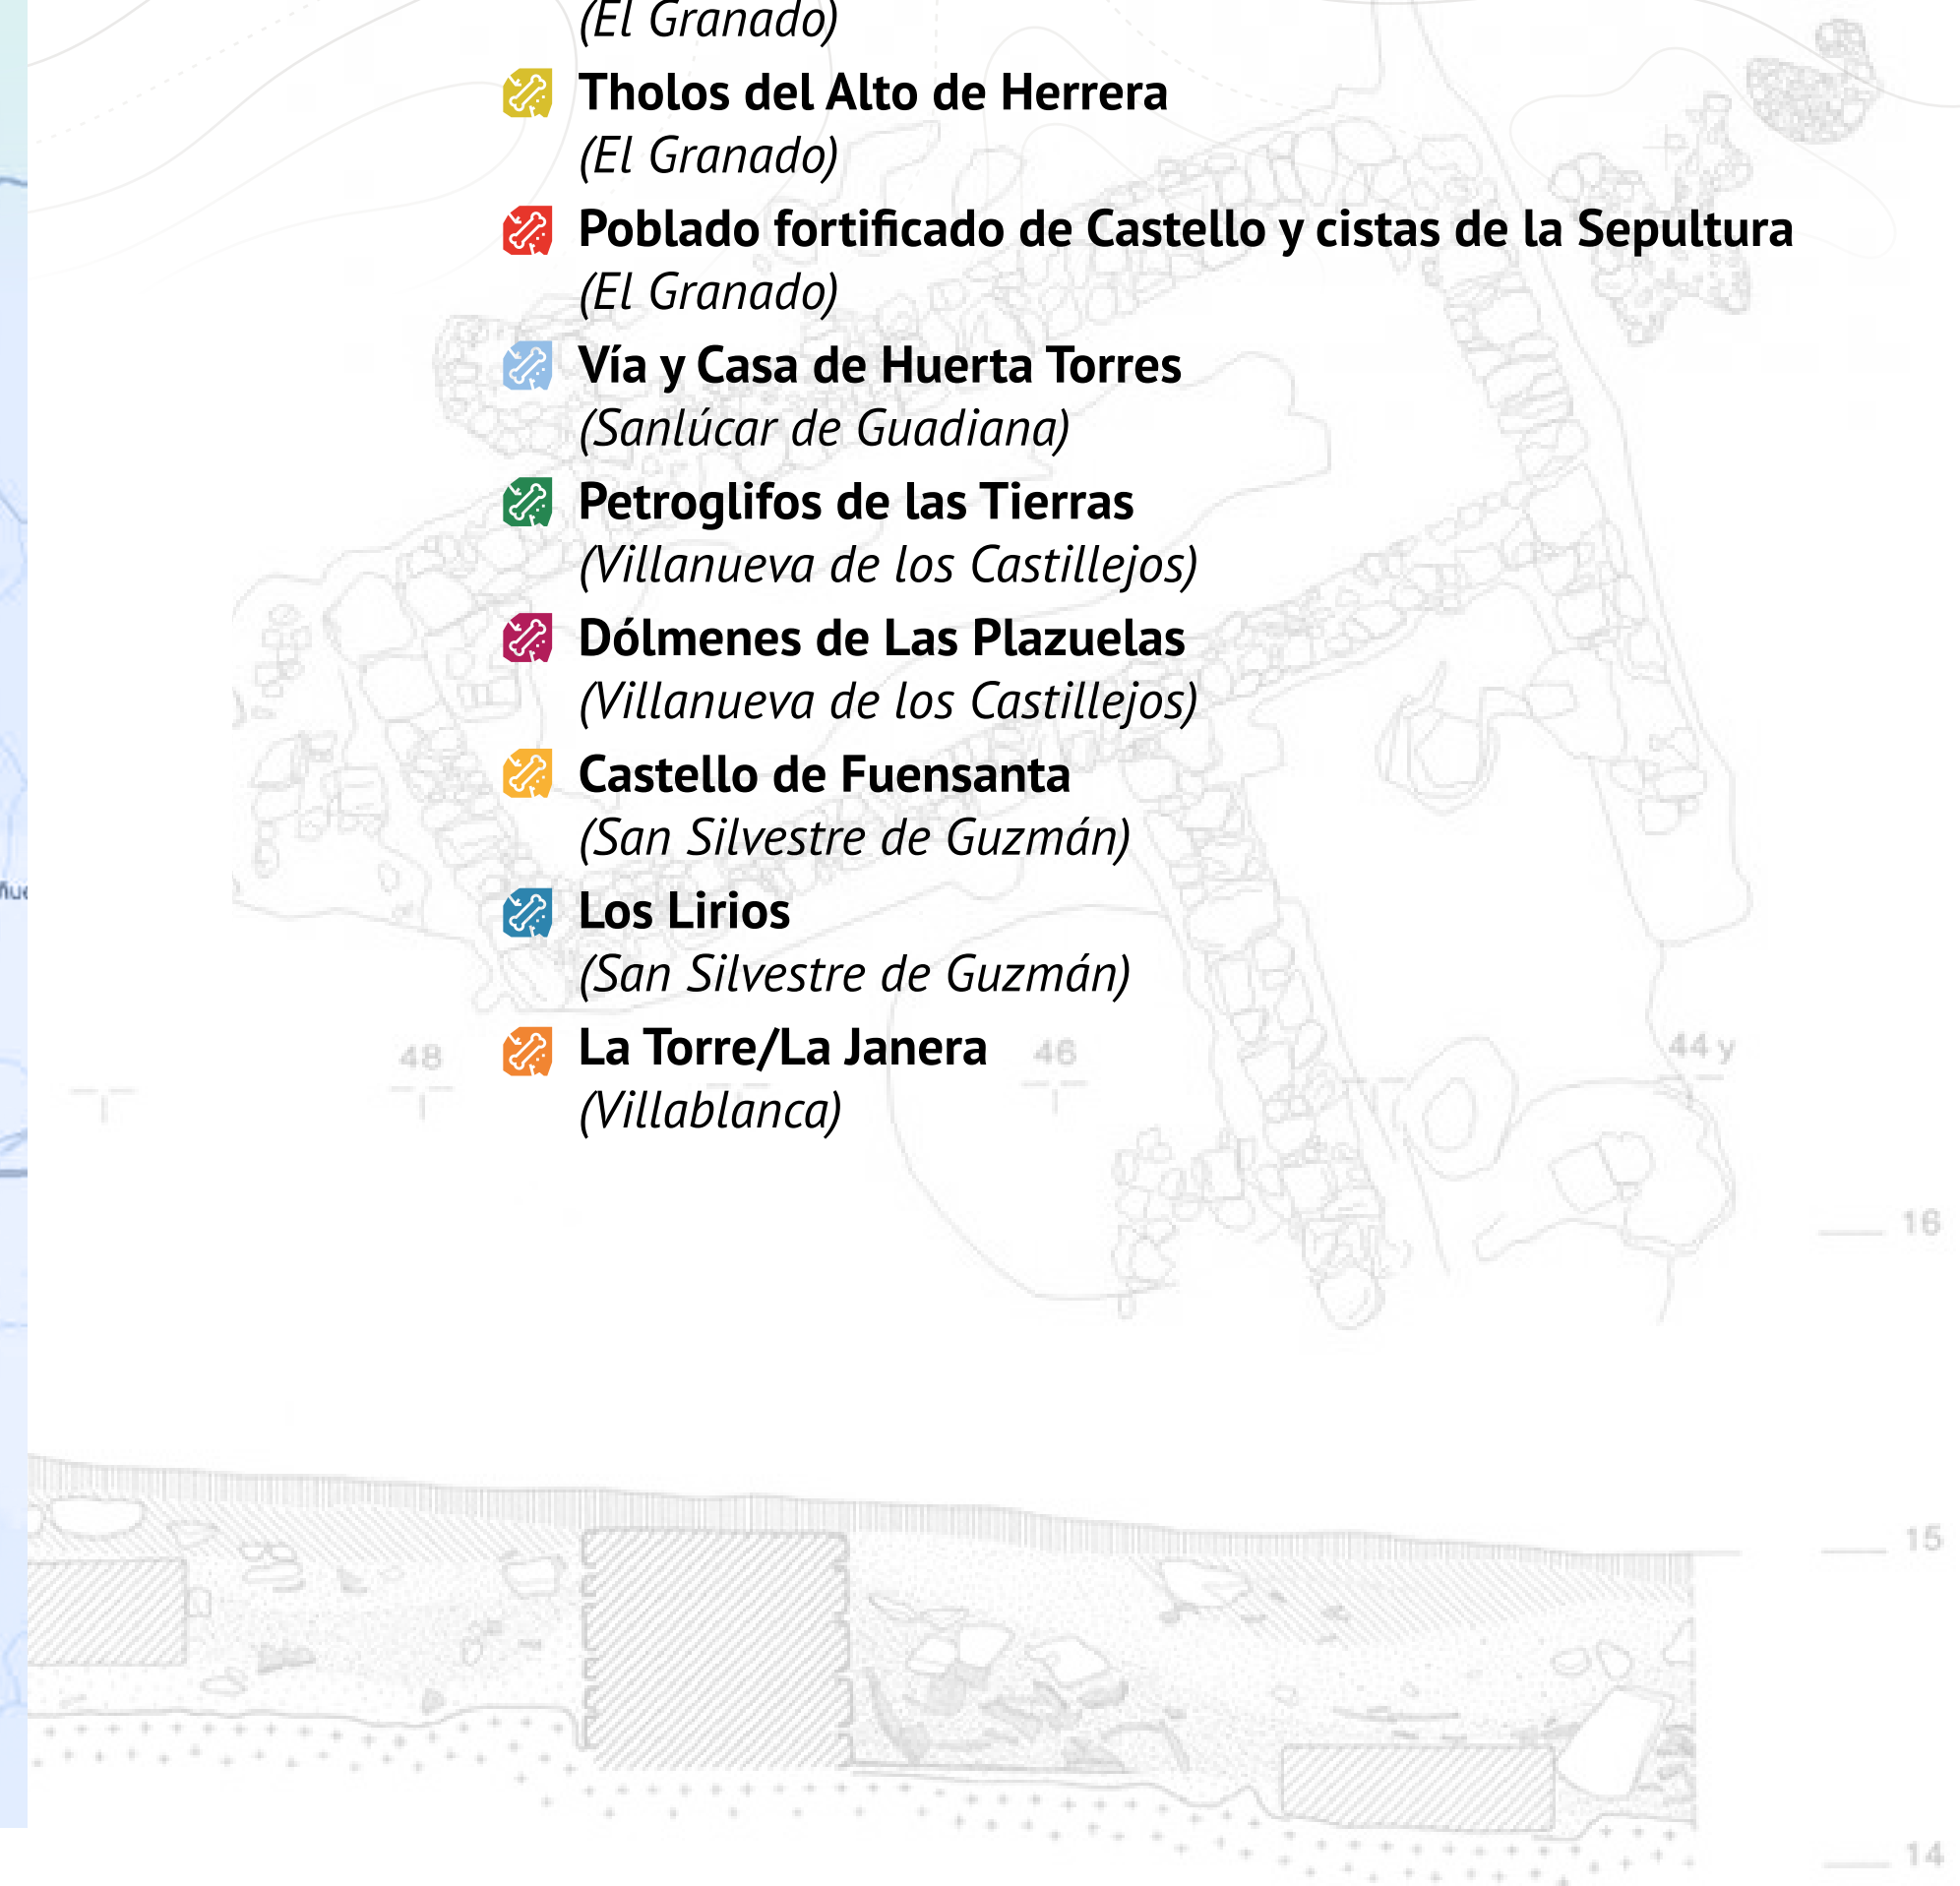 (El Granado)
Tholos del Alto de Herrera
(El Granado)
Poblado fortificado de Castello y cistas de la Sepultura
(El Granado)
Vía y Casa de Huerta Torres
(Sanlúcar de Guadiana)
Petroglifos de las Tierras
(Villanueva de los Castillejos)
Dólmenes de Las Plazuelas
(Villanueva de los Castillejos)
Castello de Fuensanta
(San Silvestre de Guzmán)
Los Lirios
(San Silvestre de Guzmán)
La Torre/La Janera
(Villablanca)
48
46
44 y
16
15
14